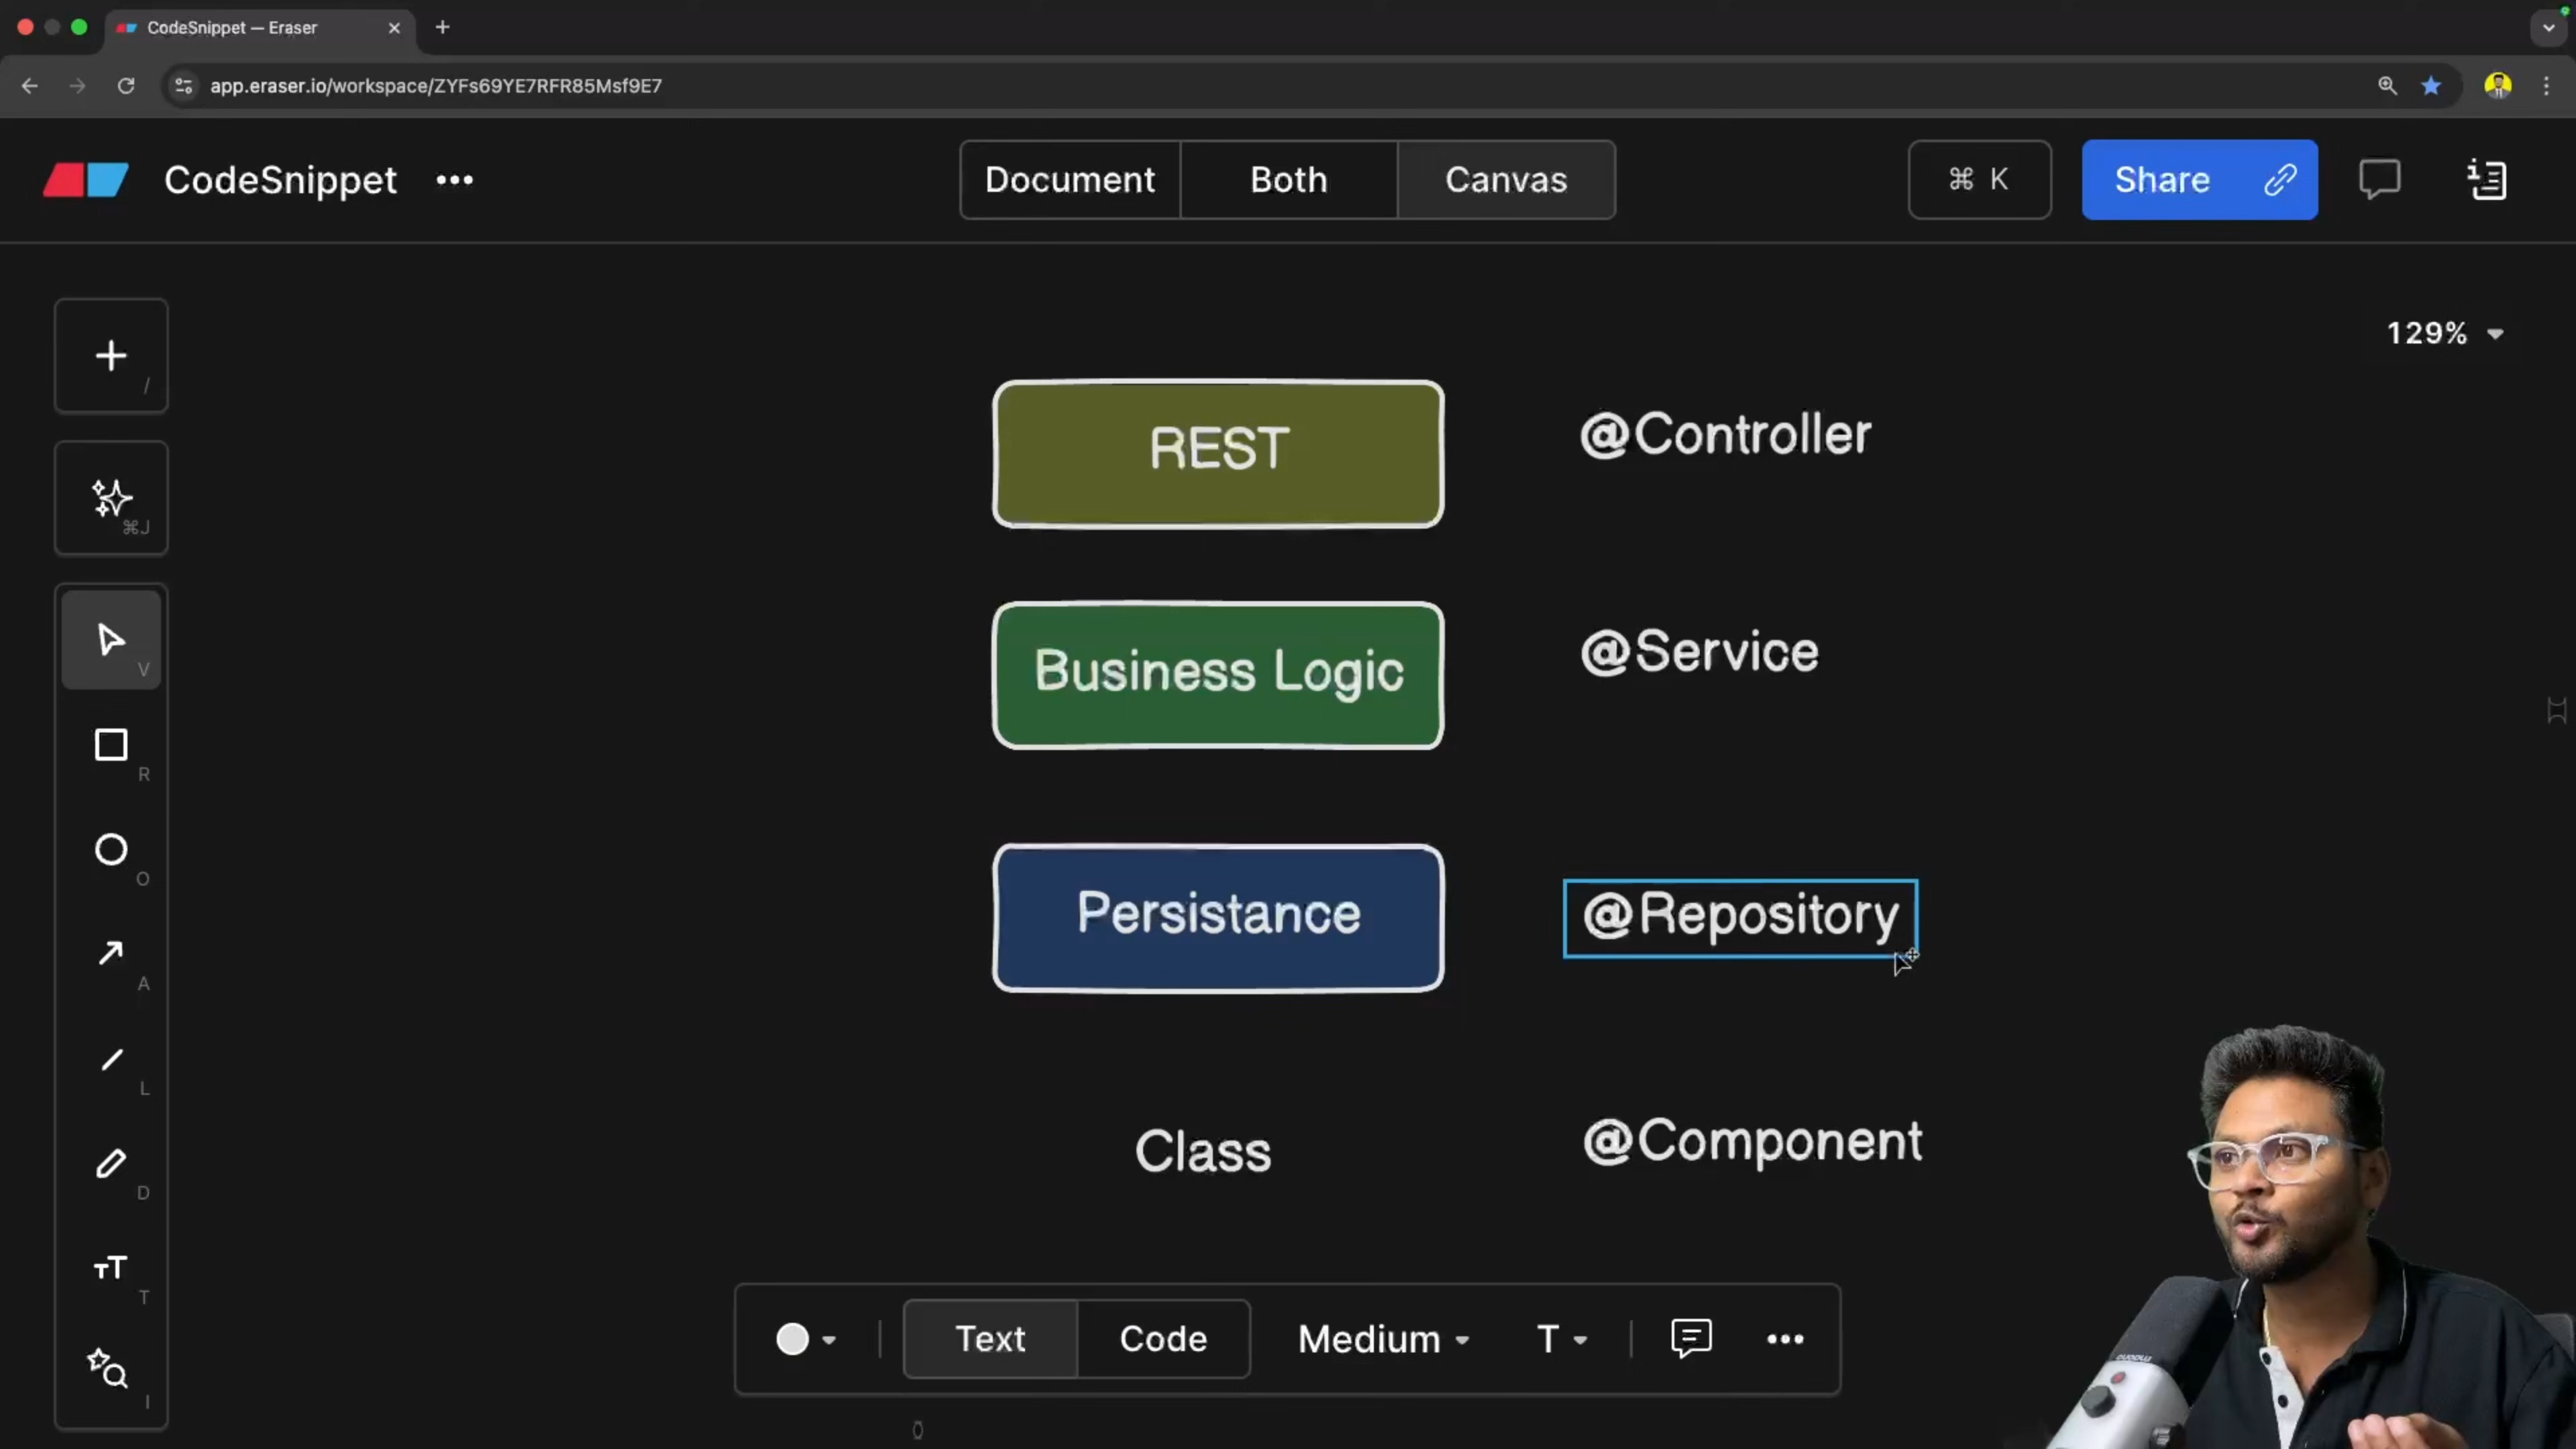 CodeSnippet — Eraser
app.eraser.io/workspace/ZYFs69YE7RFR85Msf9E7
CodeSnippet
Document Both Canvas
⌘ K
Share
129%
/
⌘J
V
R
O
A
L
D
T
I
REST @Controller
Business Logic @Service
Persistance @Repository
Class @Component
Text Code Medium T